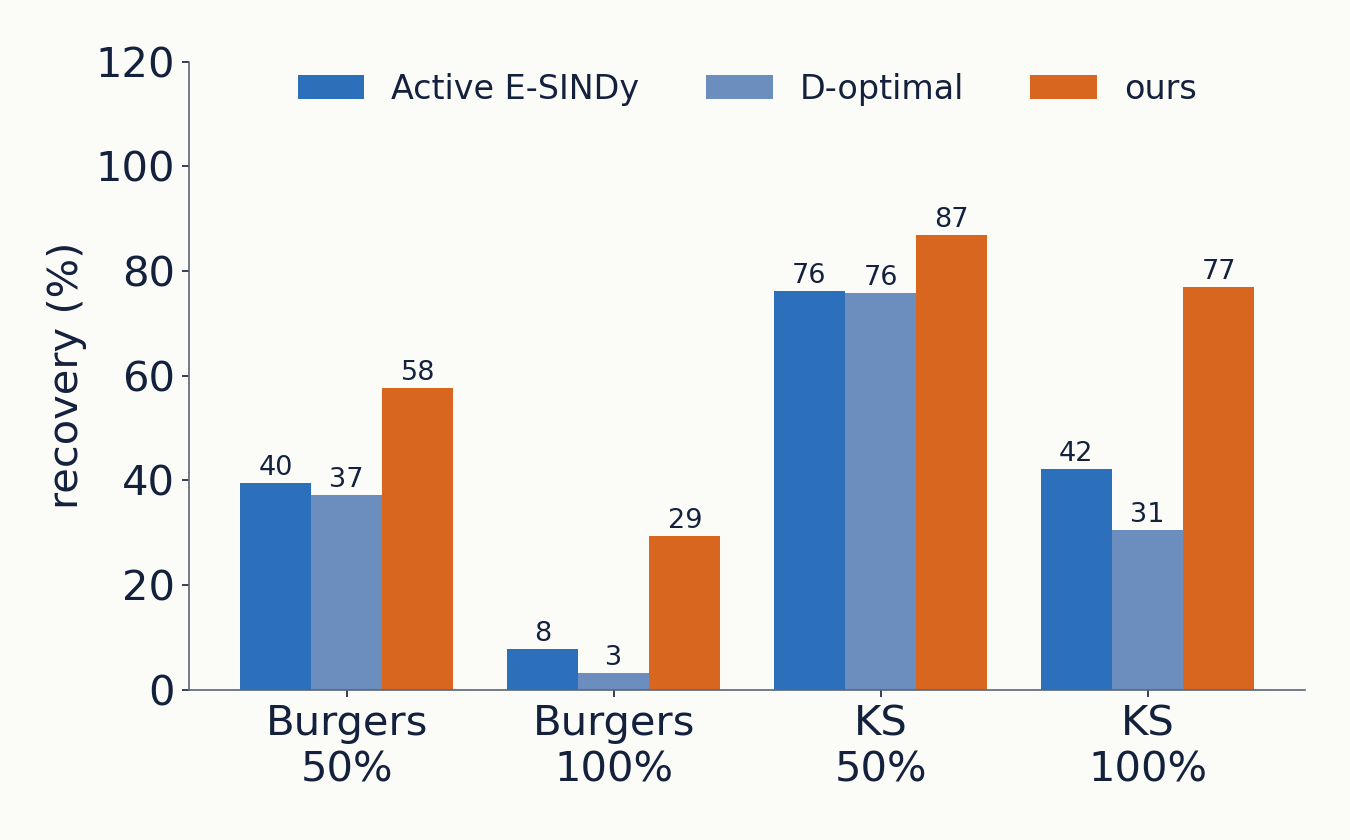 120
100
80
60
40
20
0
recovery (%)
Active E-SINDy D-optimal ours
40 37 58
8 3 29
76 76 87
42 31 77
Burgers
50%
Burgers
100%
KS
50%
KS
100%